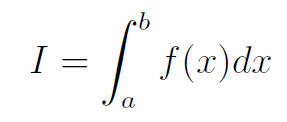 I = ∫_a^b f(x)dx